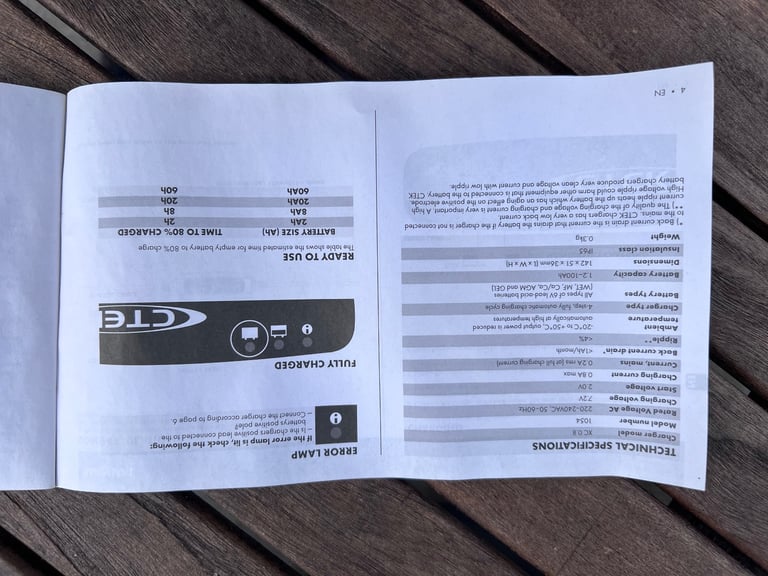 TECHNICAL SPECIFICATIONS
Charger model XC 0.8
Model number 1054
Rated Voltage AC 220–240VAC, 50–60Hz
Charging voltage 7.2V
Start voltage 2.0V
Charging current 0.8A max
Current, mains 0.2A rms (at full charging current)
Back current drain* <1Ah/month
Ripple** <4%
Ambient
temperature
-20°C to +50°C, output power is reduced
automatically at high temperatures
Charger type 4-step, fully automatic charging cycle
Battery types All types of 6V lead-acid batteries
(WET, MF, Ca/Ca, AGM and GEL)
Battery capacity 1.2–100Ah
Dimensions 142 x 51 x 36mm (L x W x H)
Insulation class IP65
Weight 0.3kg
*) Back current drain is the current that drains the battery if the charger is not connected
to the mains. CTEK chargers has a very low back current.
**) The quality of the charging voltage and charging current is very important. A high
current ripple heats up the battery which has an aging effect on the positive electrode.
High voltage ripple could harm other equipment that is connected to the battery. CTEK
battery chargers produce very clean voltage and current with low ripple.
4 • EN
ERROR LAMP
If the error lamp is lit, check the following:
– Is the chargers positive lead connected to the
battery's positive pole?
– Connect the charger according to page 6
FULLY CHARGED
CTE
READY TO USE
The table shows the estimated time for empty battery to 80% charge
BATTERY SIZE (Ah) TIME TO 80% CHARGED
2Ah 2h
8Ah 8h
20Ah 20h
60Ah 60h